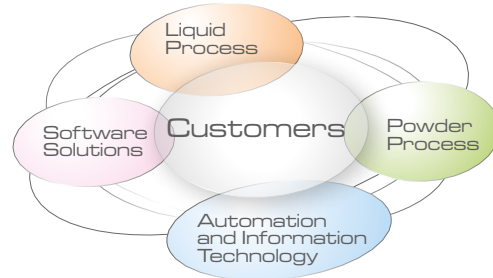 Liquid
Process
Software
Solutions
Customers
Powder
Process
Automation
and Information
Technology